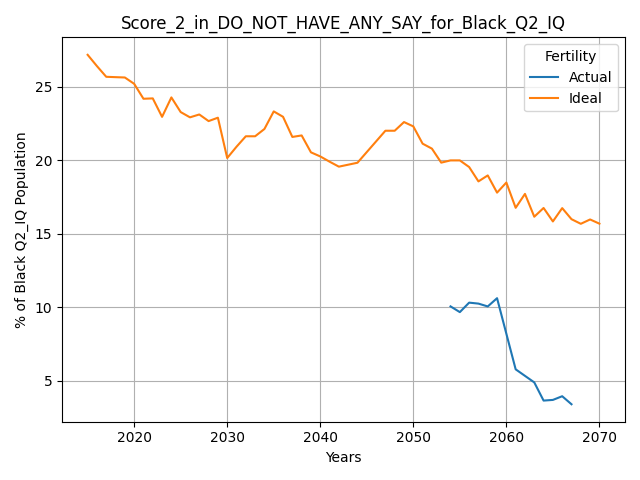 Score_2_in_DO_NOT_HAVE_ANY_SAY_for_Black_Q2_IQ
Fertility
Actual
Ideal
% of Black Q2_IQ Population
25
20
15
10
5
2020 2030 2040 2050 2060 2070
Years